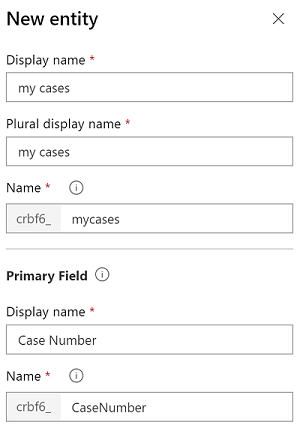 New entity
Display name *
my cases
Plural display name *
my cases
Name *
crbf6_ mycases
Primary Field
Display name *
Case Number
Name *
crbf6_ CaseNumber